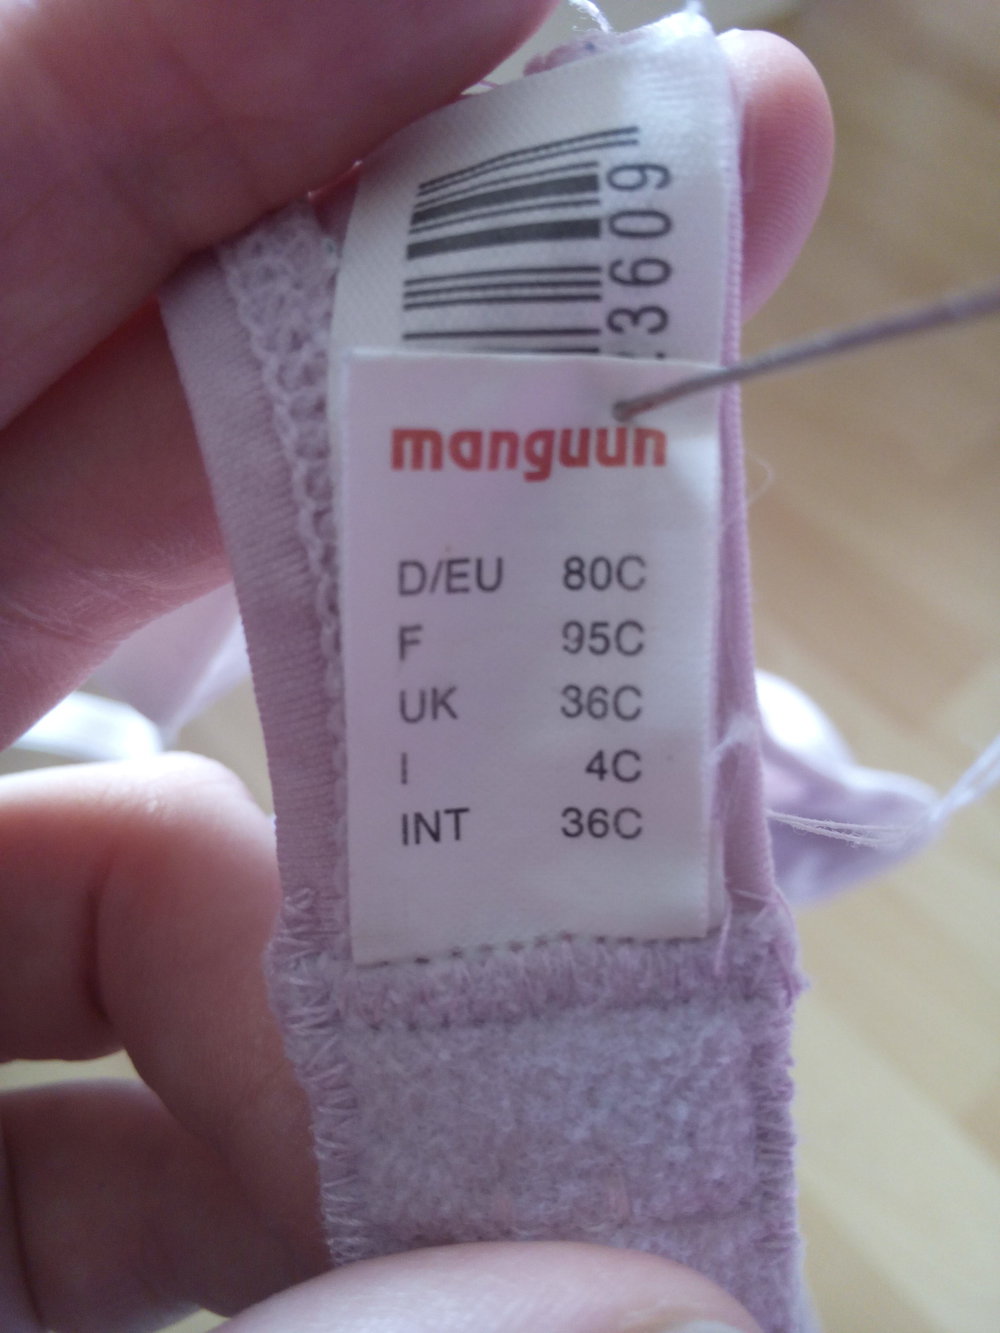 3609
manguun
D/EU 80C
F 95C
UK 36C
I 4C
INT 36C